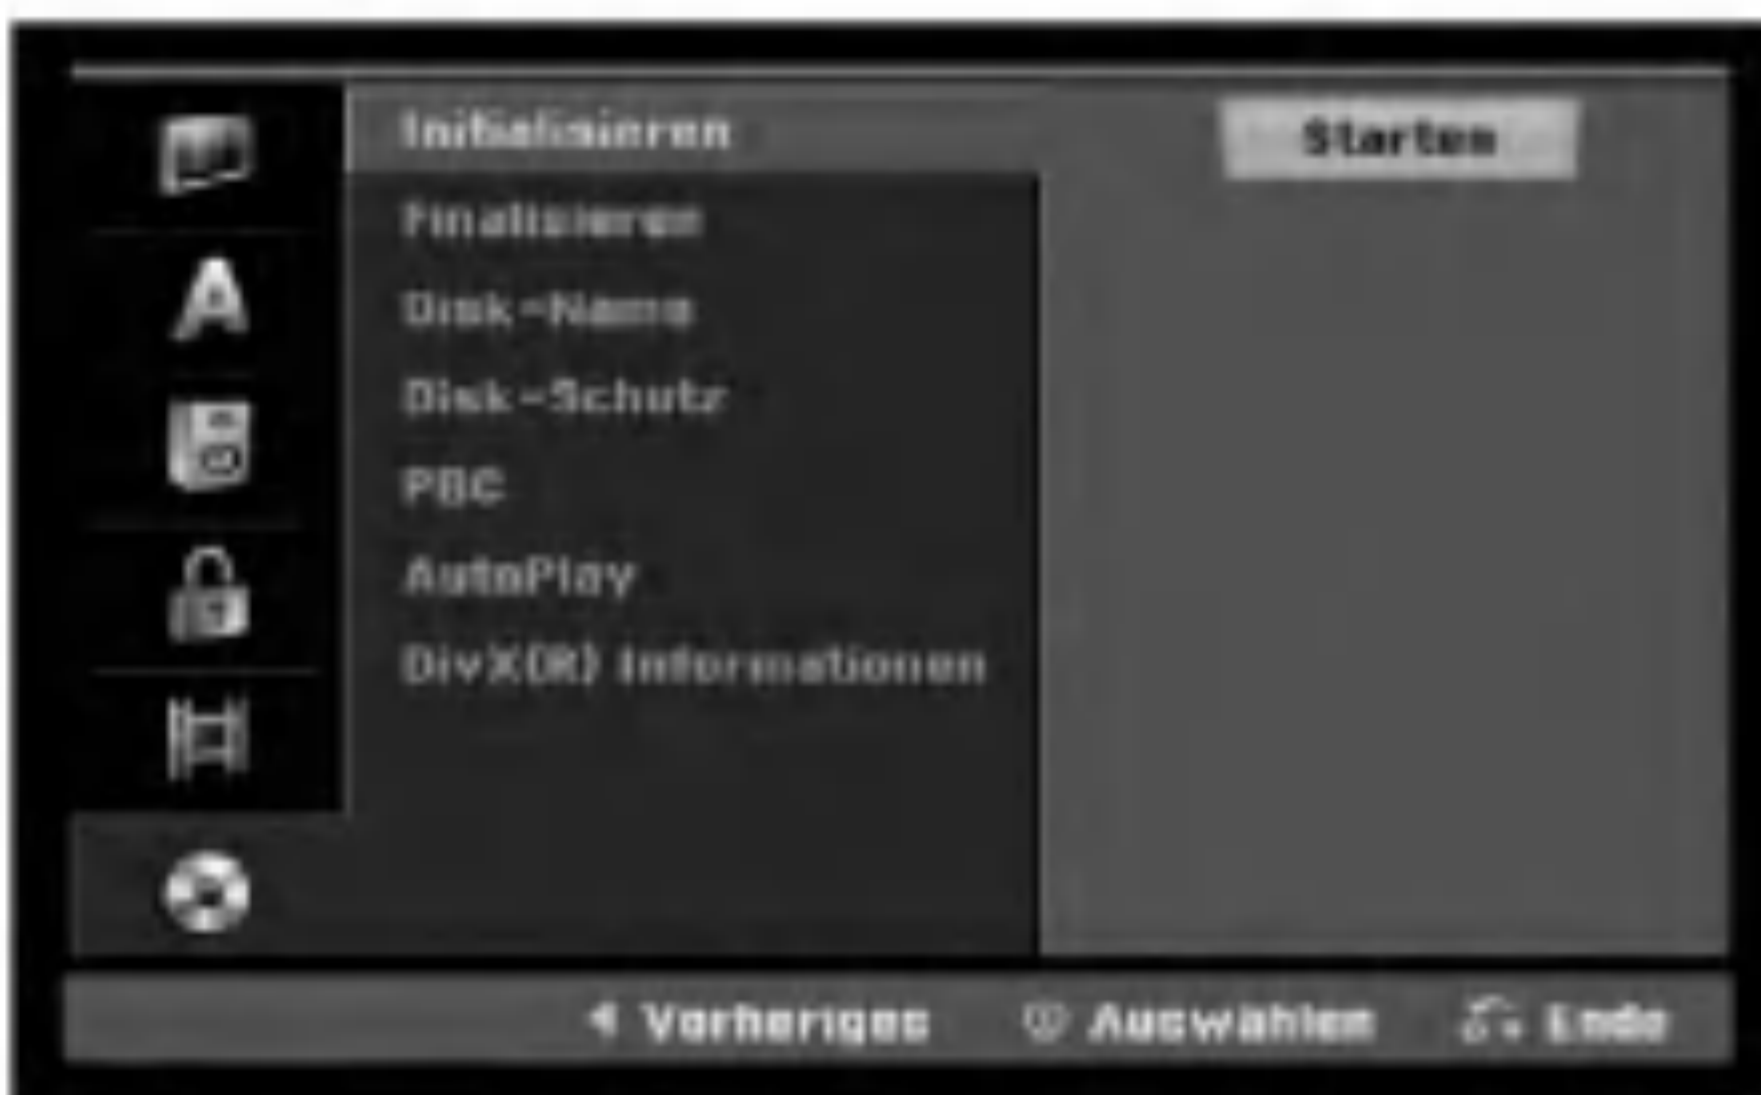 Initialisieren
Starten
Finalisieren
Disk-Name
Disk-Schutz
PBC
AutoPlay
DivX(R) Informationen
Vorheriges Auswählen Ende